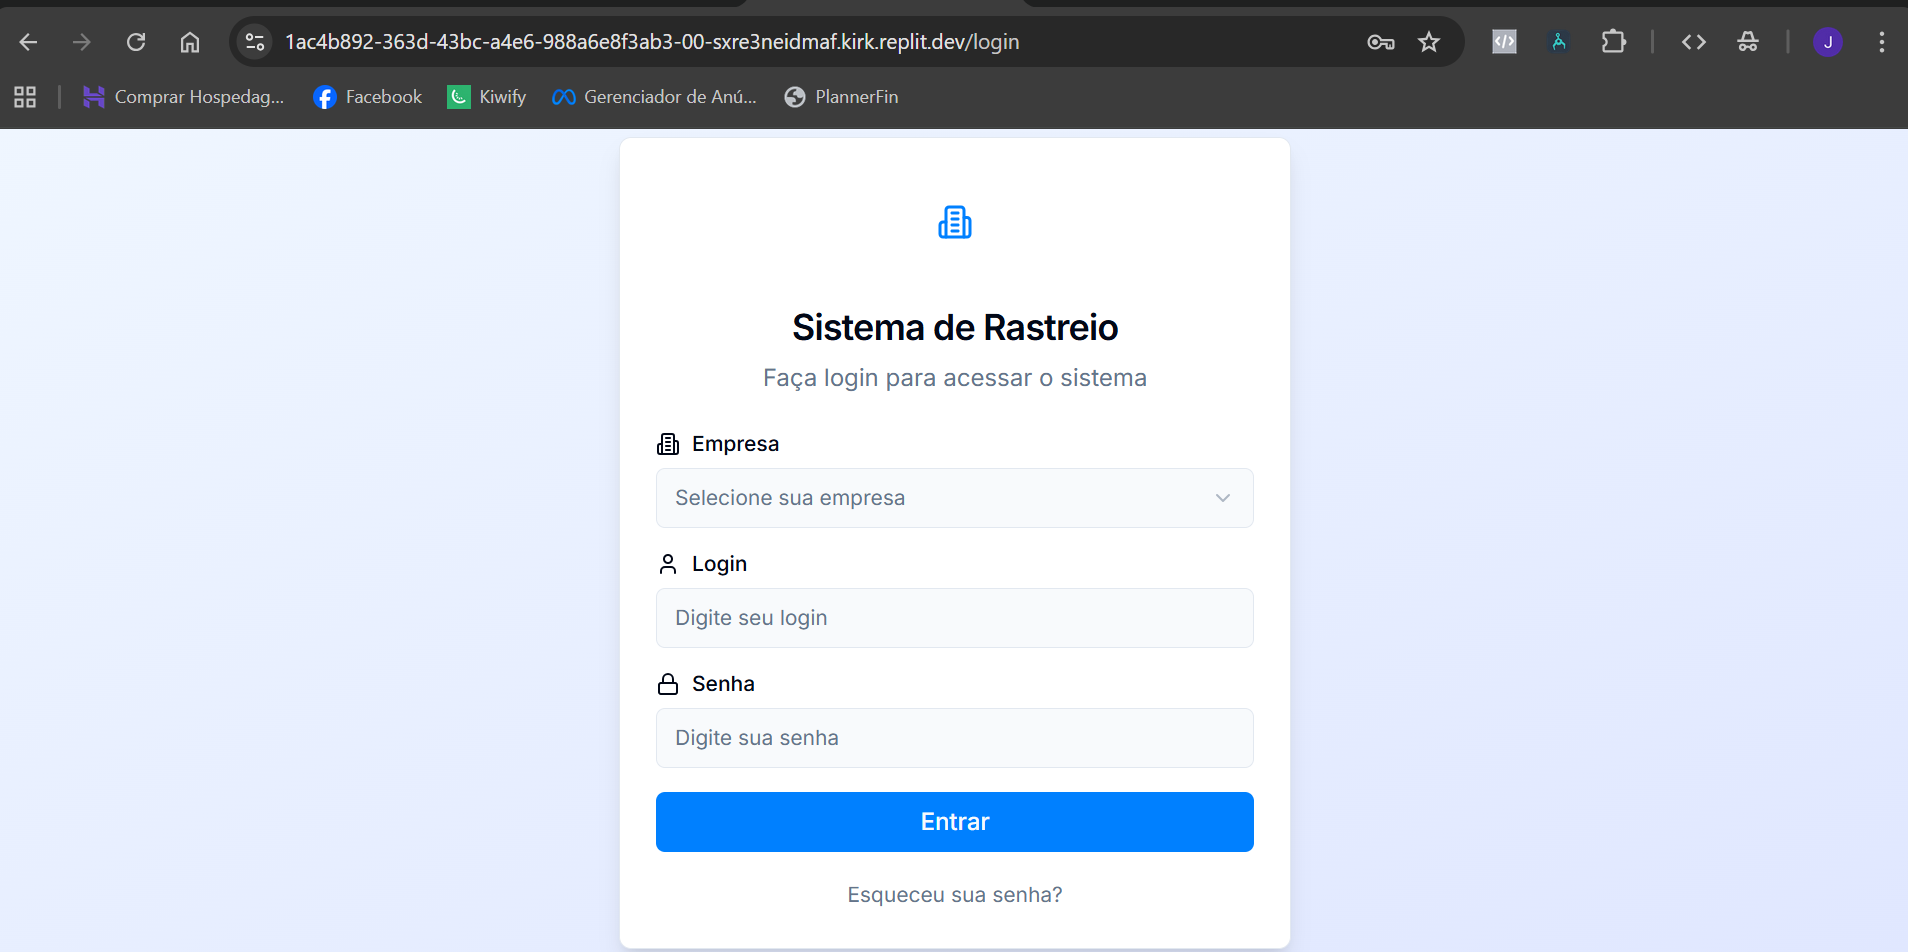 1ac4b892-363d-43bc-a4e6-988a6e8f3ab3-00-sxre3neidmaf.kirk.replit.dev/login
J
Comprar Hospedag... Facebook Kiwify Gerenciador de Anú... PlannerFin
Sistema de Rastreio
Faça login para acessar o sistema
Empresa
Selecione sua empresa
Login
Digite seu login
Senha
Digite sua senha
Entrar
Esqueceu sua senha?